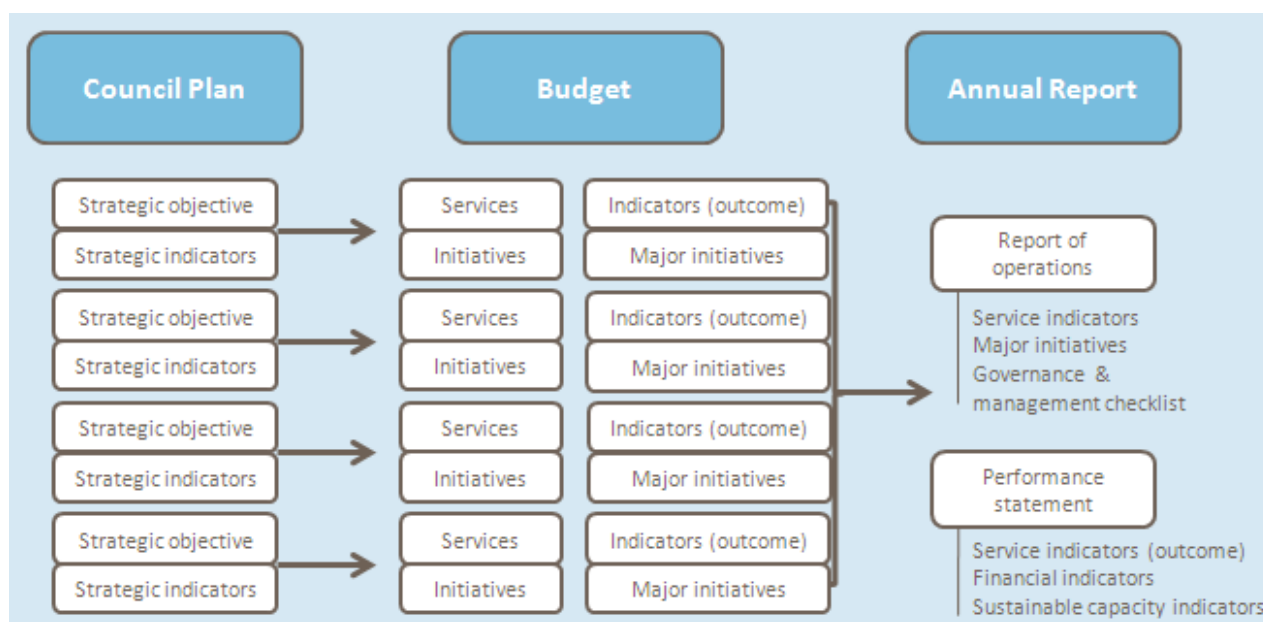 Council Plan
Budget
Annual Report
Strategic objective
Strategic indicators
Services
Initiatives
Indicators (outcome)
Major initiatives
Strategic objective
Strategic indicators
Services
Initiatives
Indicators (outcome)
Major initiatives
Strategic objective
Strategic indicators
Services
Initiatives
Indicators (outcome)
Major initiatives
Strategic objective
Strategic indicators
Services
Initiatives
Indicators (outcome)
Major initiatives
Report of
operations
Service indicators
Major initiatives
Governance &
management checklist
Performance
statement
Service indicators (outcome)
Financial indicators
Sustainable capacity indicators